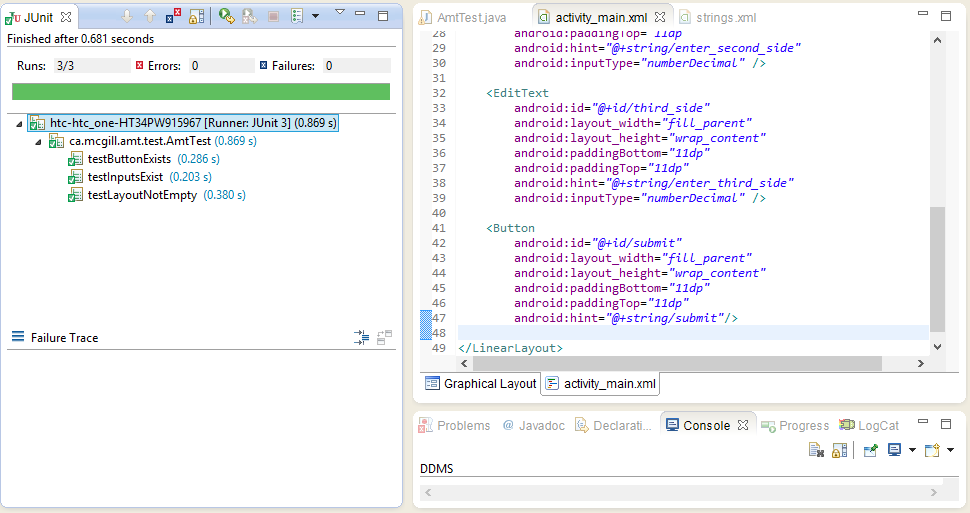 JUnit
Finished after 0.681 seconds
Runs: 3/3 Errors: 0 Failures: 0
htc-htc_one-HT34PW915967 [Runner: JUnit 3] (0.869 s)
ca.mcgill.amt.test.AmtTest (0.869 s)
testButtonExists (0.286 s)
testInputsExist (0.203 s)
testLayoutNotEmpty (0.380 s)
Failure Trace
AmtTest.java activity_main.xml strings.xml
28 android:paddingTop="11dp"
29 android:hint="@+string/enter_second_side"
30 android:inputType="numberDecimal" />
31
32 <EditText
33 android:id="@+id/third_side"
34 android:layout_width="fill_parent"
35 android:layout_height="wrap_content"
36 android:paddingBottom="11dp"
37 android:paddingTop="11dp"
38 android:hint="@+string/enter_third_side"
39 android:inputType="numberDecimal" />
40
41 <Button
42 android:id="@+id/submit"
43 android:layout_width="fill_parent"
44 android:layout_height="wrap_content"
45 android:paddingBottom="11dp"
46 android:paddingTop="11dp"
47 android:hint="@+string/submit"/>
48
49 </LinearLayout>
Graphical Layout activity_main.xml
Problems @ Javadoc Declarati... Console Progress LogCat
DDMS